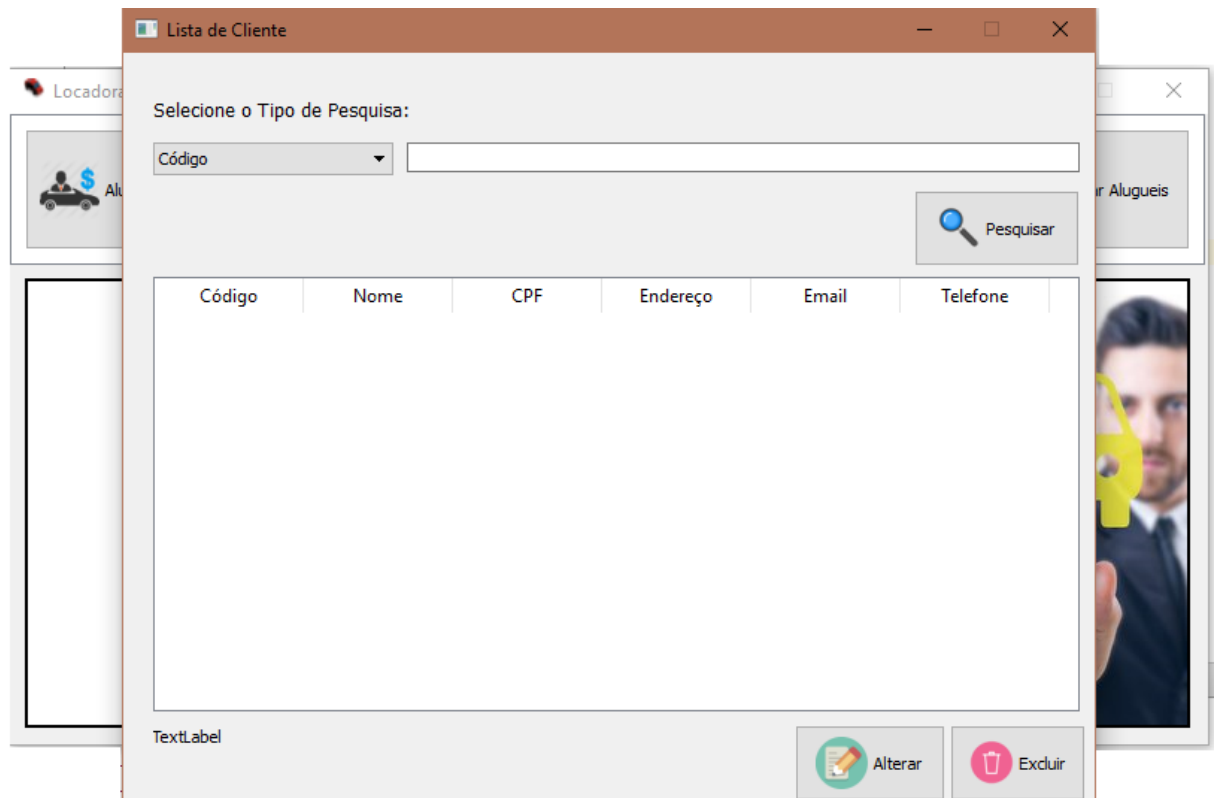 Lista de Cliente
Locadora
Selecione o Tipo de Pesquisa:
Código
Alugueis
Pesquisar
Código Nome CPF Endereço Email Telefone
TextLabel
Alterar Excluir